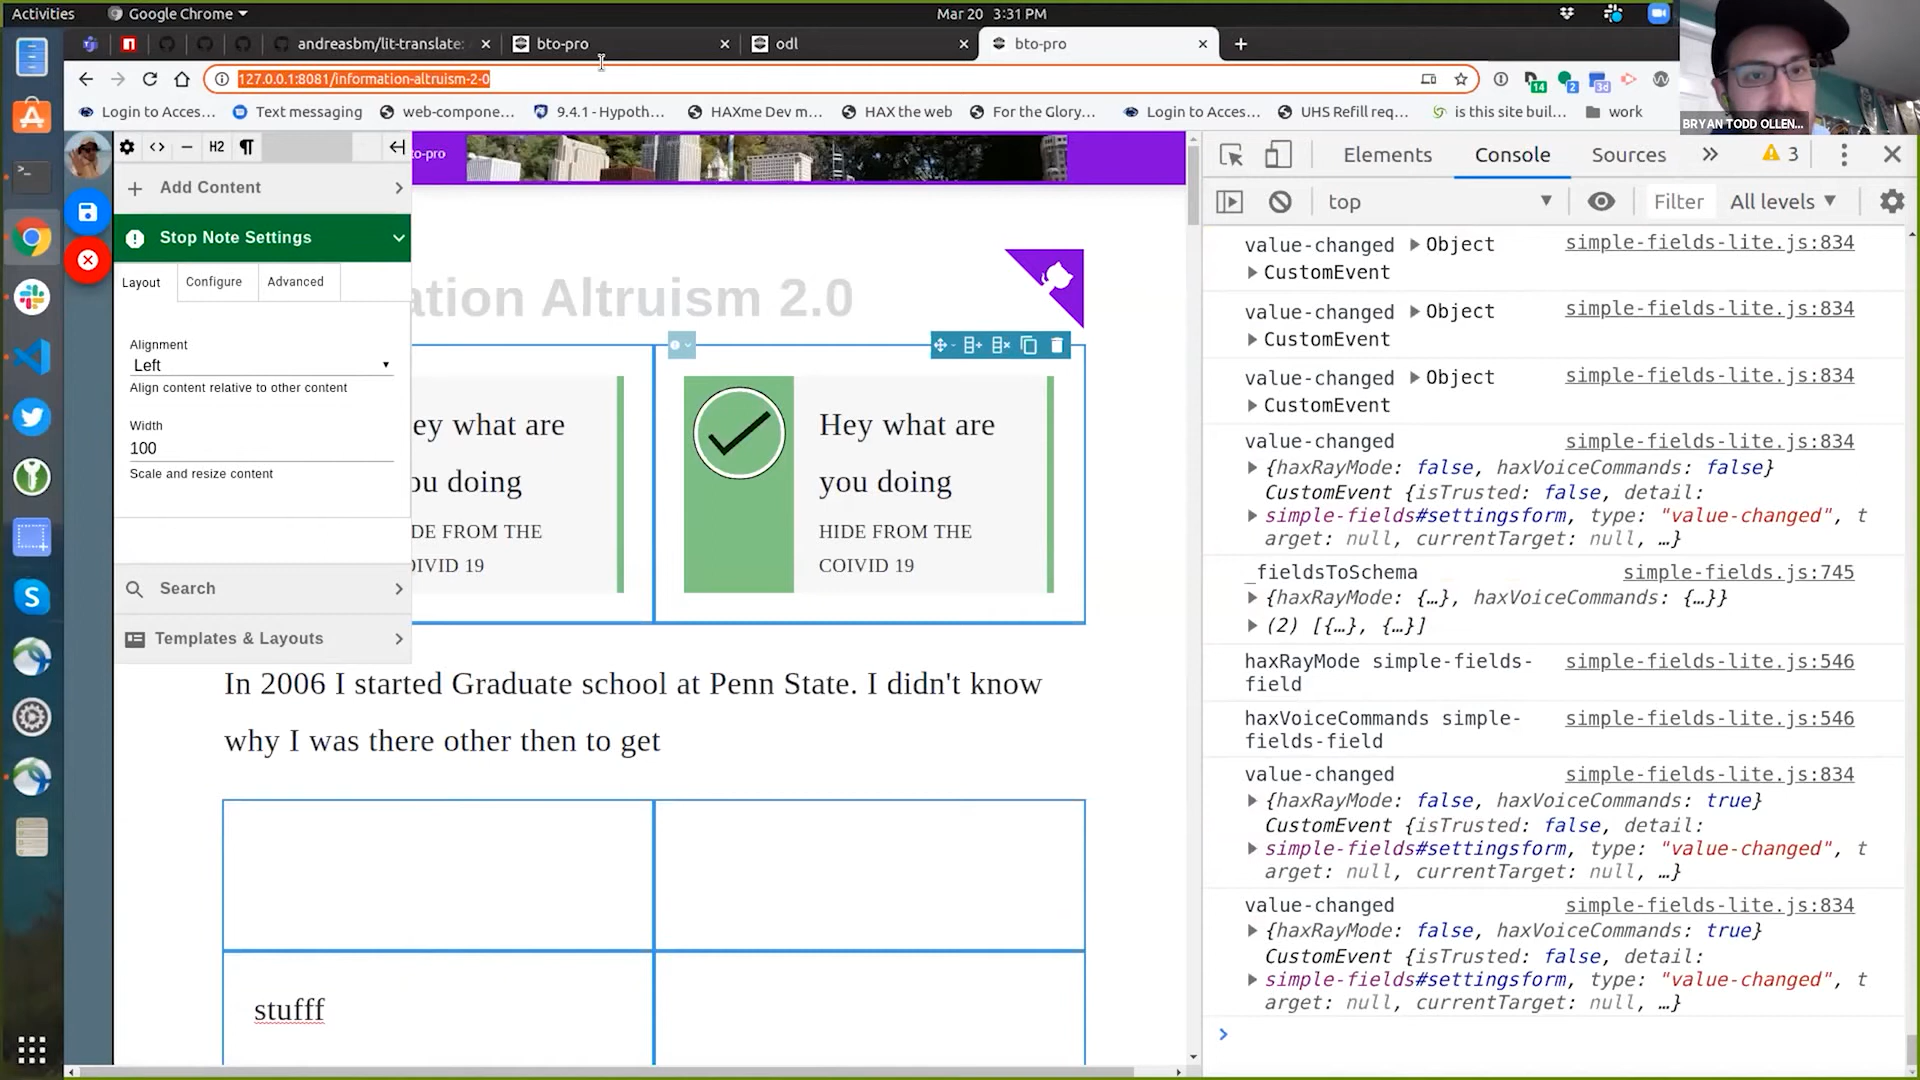 Activities
Google Chrome
Mar 20 3:31 PM
andreasbm/lit-translate:
bto-pro
odl
bto-pro
127.0.0.1:8081/information-altruism-2-0
14
2
3d
Login to Acces...
Text messaging
web-compone...
9.4.1 - Hypoth...
HAXme Dev m...
HAX the web
For the Glory...
Login to Acces...
UHS Refill req...
is this site buil...
work
BRYAN TODD OLLEN...
H2
Add Content
Stop Note Settings
Layout
Configure
Advanced
Alignment
Left
Align content relative to other content
Width
100
Scale and resize content
Search
Templates & Layouts
to-pro
ation Altruism 2.0
ey what are
ou doing
DE FROM THE
OIVID 19
Hey what are
you doing
HIDE FROM THE
COIVID 19
In 2006 I started Graduate school at Penn State. I didn't know
why I was there other then to get
stufff
Elements
Console
Sources
3
top
Filter
All levels
value-changed Object simple-fields-lite.js:834
CustomEvent
value-changed Object simple-fields-lite.js:834
CustomEvent
value-changed Object simple-fields-lite.js:834
CustomEvent
value-changed simple-fields-lite.js:834
{haxRayMode: false, haxVoiceCommands: false}
CustomEvent {isTrusted: false, detail:
simple-fields#settingsform, type: "value-changed", t
arget: null, currentTarget: null, …}
_fieldsToSchema simple-fields.js:745
{haxRayMode: {…}, haxVoiceCommands: {…}}
(2) [{…}, {…}]
haxRayMode simple-fields- simple-fields-lite.js:546
field
haxVoiceCommands simple- simple-fields-lite.js:546
fields-field
value-changed simple-fields-lite.js:834
{haxRayMode: false, haxVoiceCommands: true}
CustomEvent {isTrusted: false, detail:
simple-fields#settingsform, type: "value-changed", t
arget: null, currentTarget: null, …}
value-changed simple-fields-lite.js:834
{haxRayMode: false, haxVoiceCommands: true}
CustomEvent {isTrusted: false, detail:
simple-fields#settingsform, type: "value-changed", t
arget: null, currentTarget: null, …}